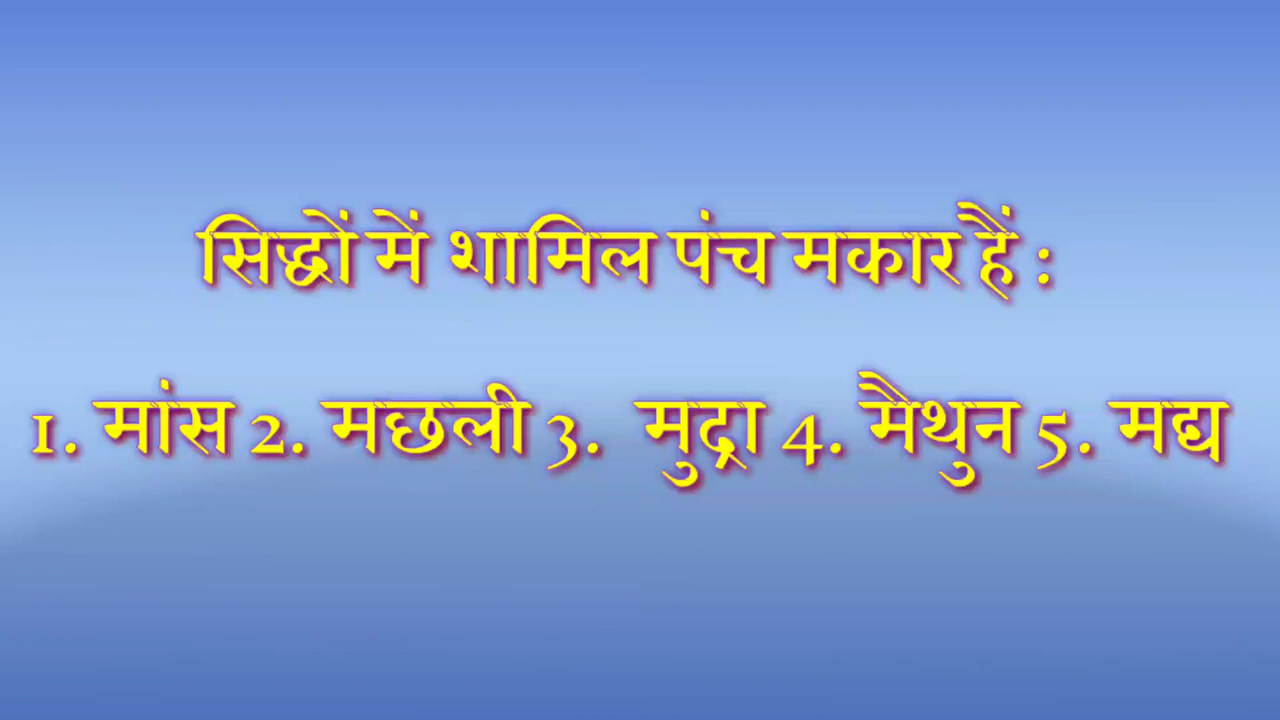 सिद्धों में शामिल पंच मकार हैं :
1. मांस 2. मछली 3. मुद्रा 4. मैथुन 5. मद्य